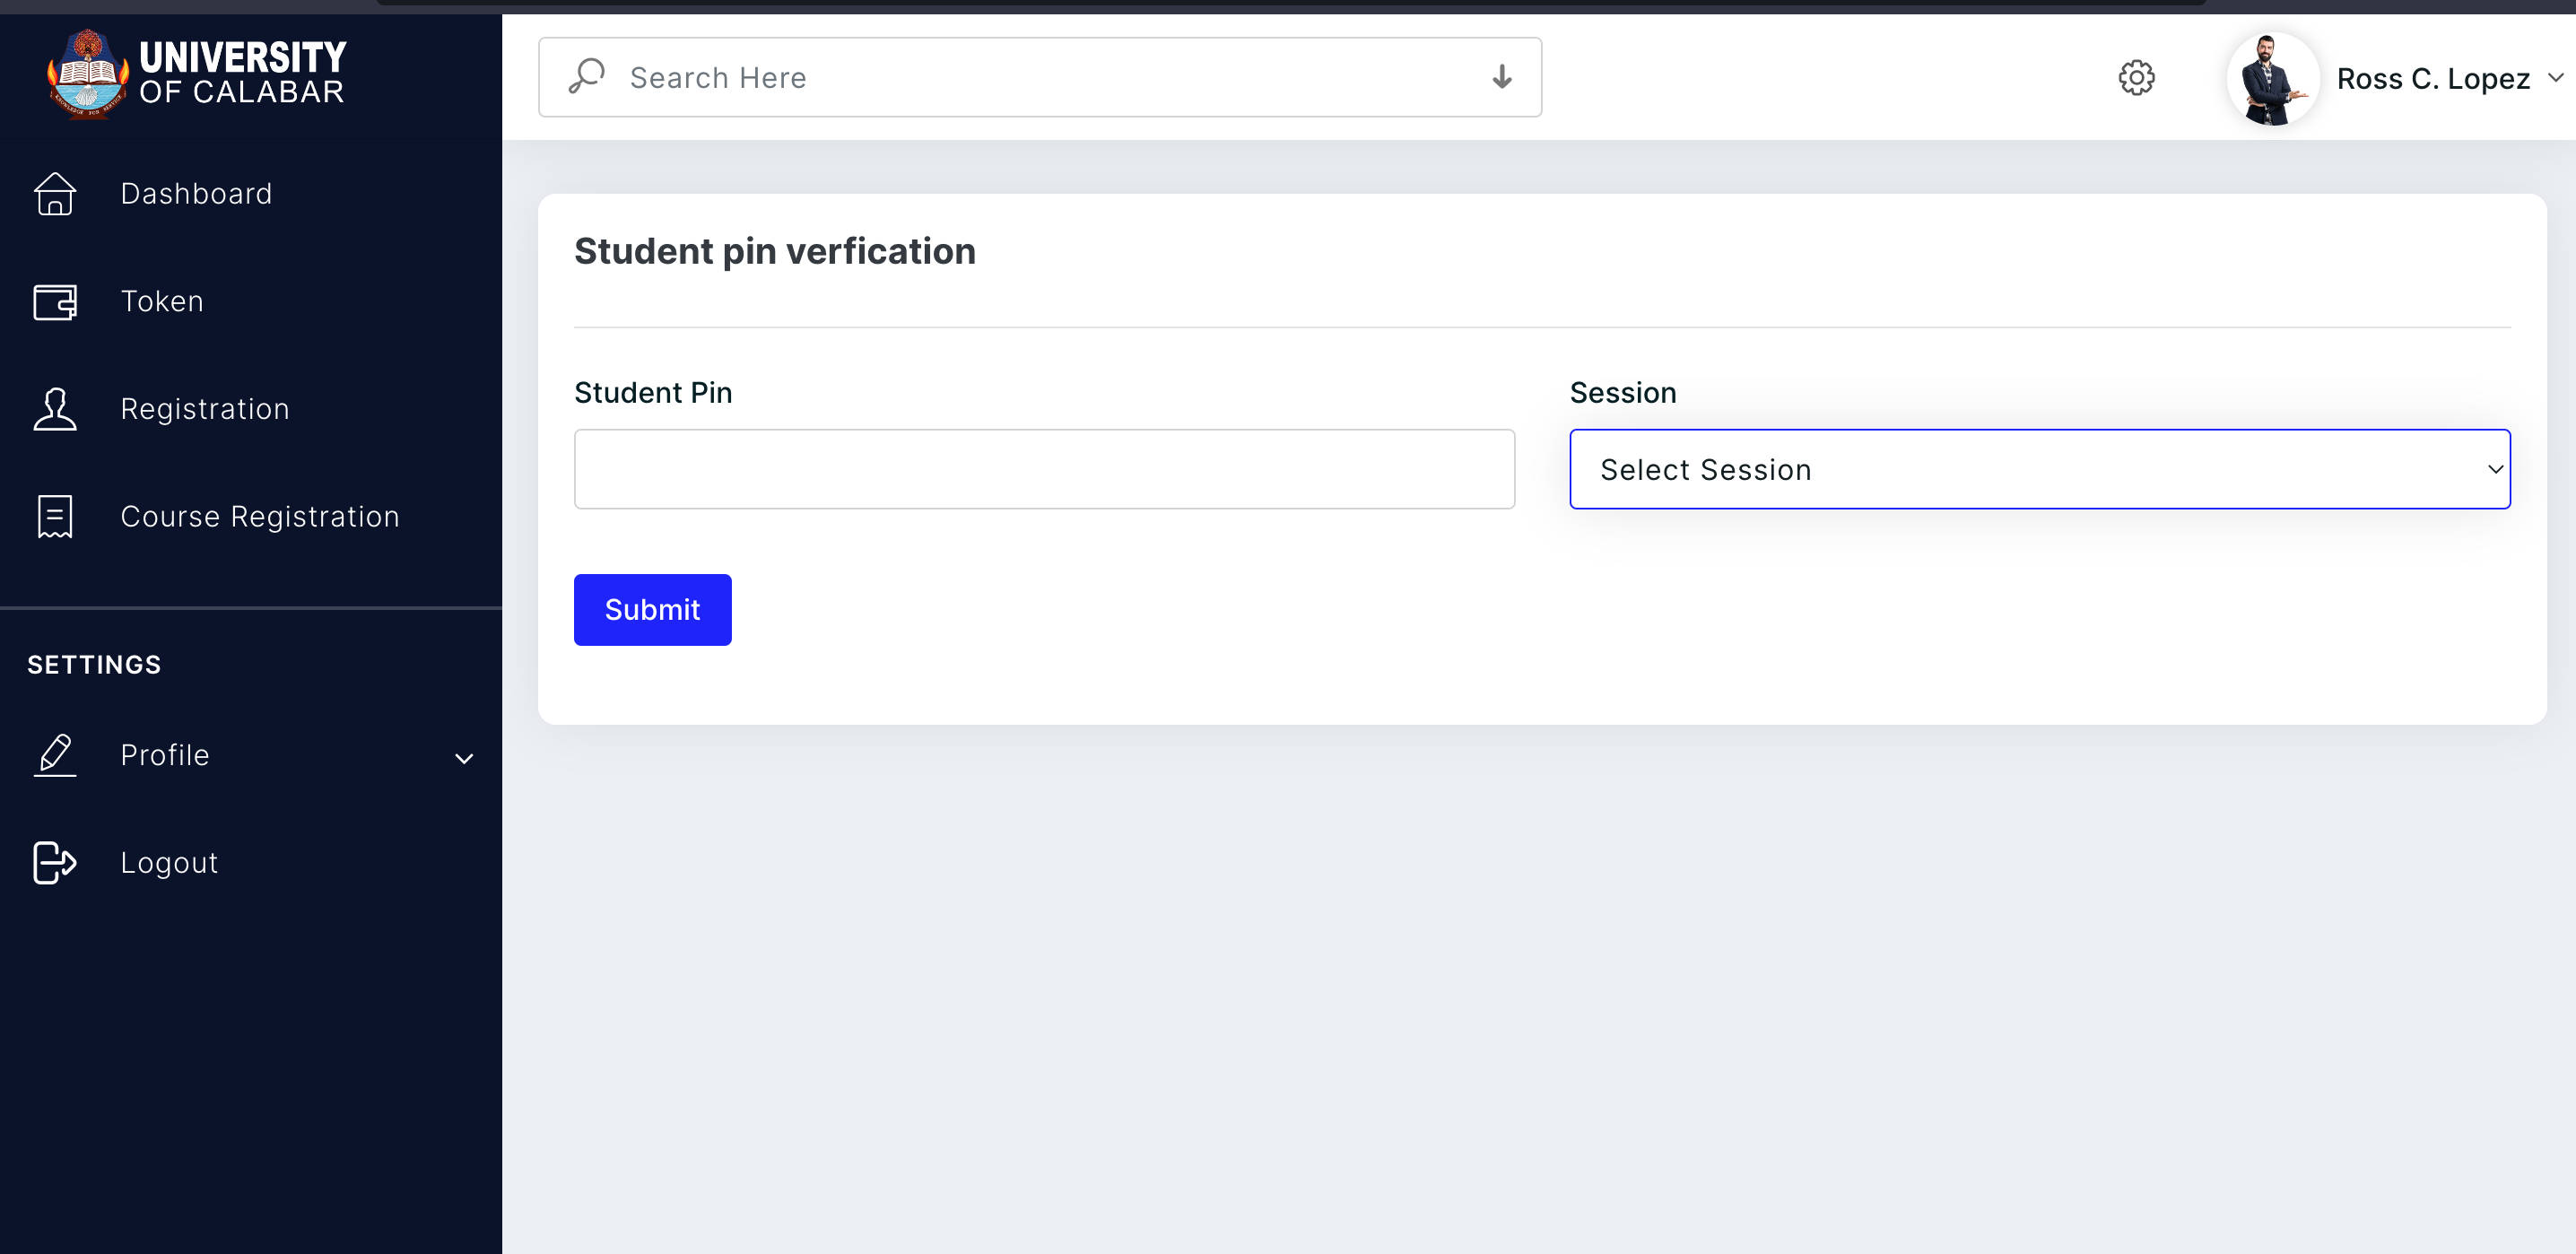 UNIVERSITY
OF CALABAR
Search Here
Ross C. Lopez
Dashboard
Token
Registration
Course Registration
SETTINGS
Profile
Logout
Student pin verfication
Student Pin
Session
Select Session
Submit